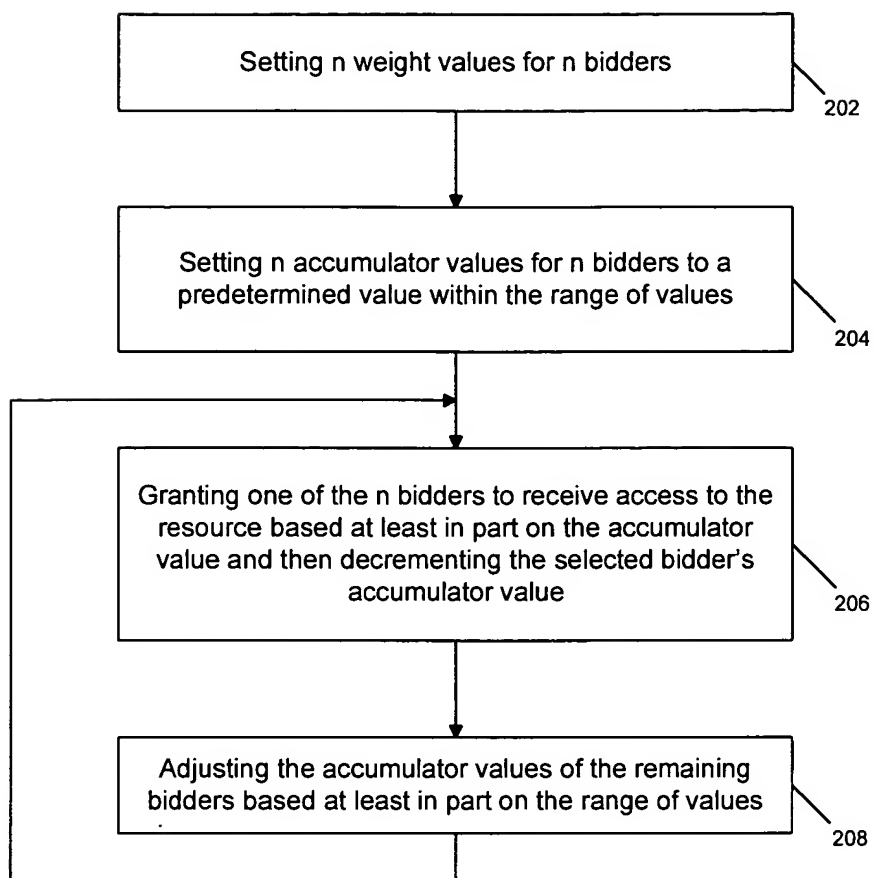 Setting n weight values for n bidders
202
Setting n accumulator values for n bidders to a
predetermined value within the range of values
204
Granting one of the n bidders to receive access to the
resource based at least in part on the accumulator
value and then decrementing the selected bidder's
accumulator value
206
Adjusting the accumulator values of the remaining
bidders based at least in part on the range of values
208